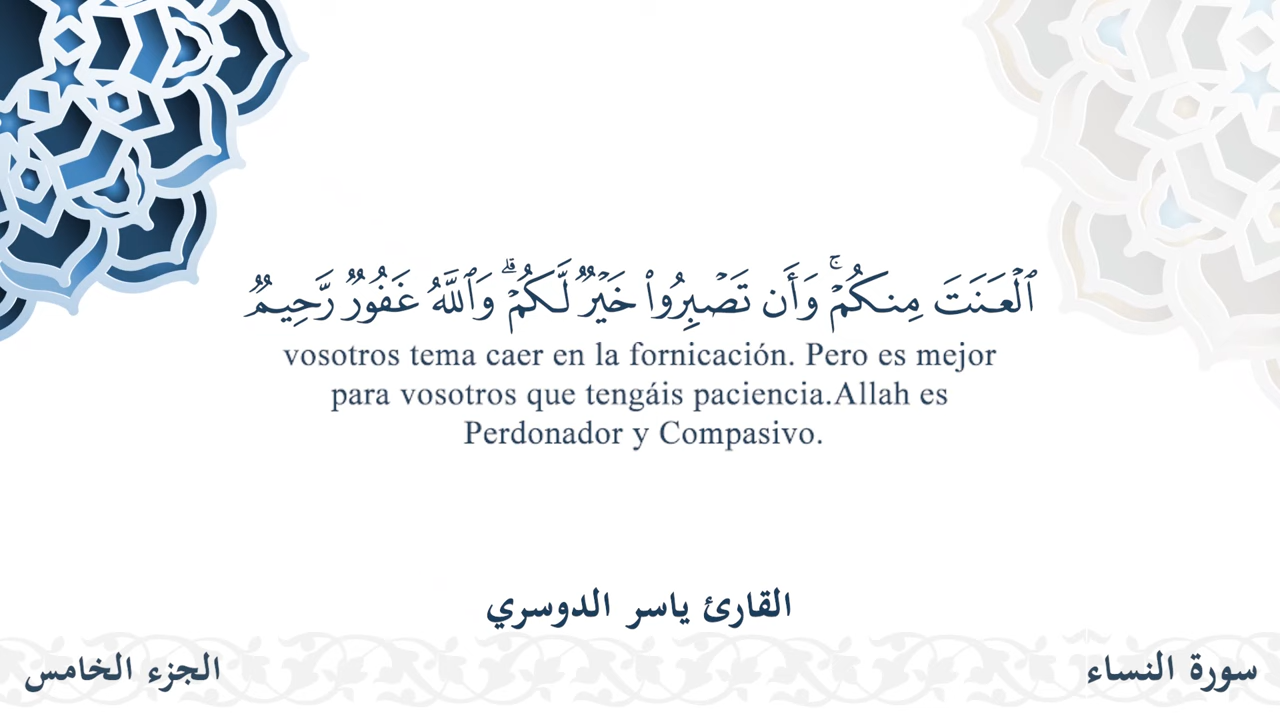 ٱلۡعَنَتَ مِنكُمۡۚ وَأَن تَصۡبِرُواْ خَيۡرٞ لَّكُمۡۗ وَٱللَّهُ غَفُورٞ رَّحِيمٞ
vosotros tema caer en la fornicación. Pero es mejor
para vosotros que tengáis paciencia.Allah es
Perdonador y Compasivo.
القارئ ياسر الدوسري
سورة النساء
الجزء الخامس